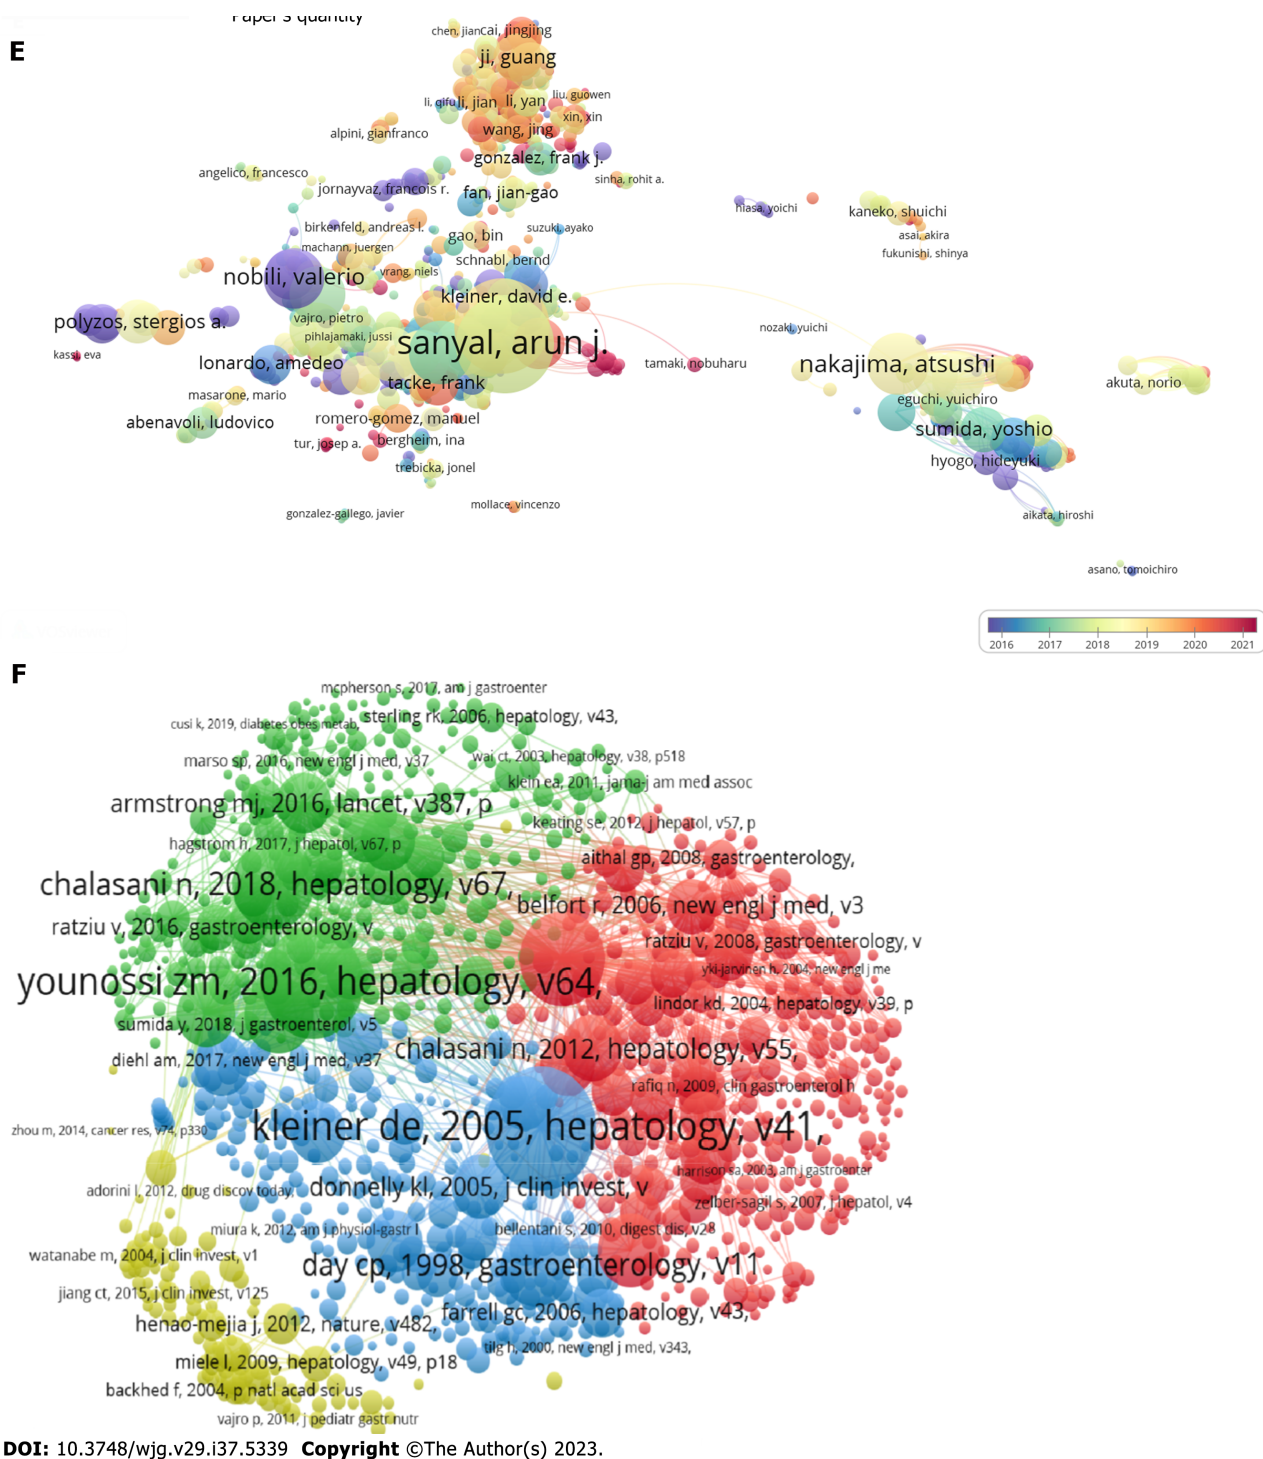 Paper's quantity
E
chen, jian cai, jingjing
ji, guang
li, qifu li, jian li, yan liu, guowen
xin, xin
alpini, gianfranco wang, jing
gonzalez, frank j.
angelico, francesco sinha, rohit a.
jornayvaz, francois r. fan, jian-gao
hiasa, yoichi kaneko, shuichi
birkenfeld, andreas l. gao, bin suzuki, ayako
asai, akira
machann, juergen fukunishi, shinya
schnabl, bernd
nobili, valerio vrang, niels
kleiner, david e.
polyzos, stergios a. vajro, pietro
nozaki, yuichi
pihlajamaki, jussi sanyal, arun j.
kassi, eva
lonardo, amedeo tamaki, nobuharu nakajima, atsushi
tacke, frank akuta, norio
masarone, mario eguchi, yuichiro
abenavoli, ludovico romero-gomez, manuel
sumida, yoshio
tur, josep a. bergheim, ina
hyogo, hideyuki
trebicka, jonel
mollace, vincenzo
gonzalez-gallego, javier aikata, hiroshi
asano, tomoichiro
2016 2017 2018 2019 2020 2021
F
mcpherson s, 2017, am j gastroenter
sterling rk, 2006, hepatology, v43,
cusi k, 2019, diabetes obes metab,
wai ct, 2003, hepatology, v38, p518
marso sp, 2016, new engl j med, v37
klein ea, 2011, jama-j am med assoc
armstrong mj, 2016, lancet, v387, p
keating se, 2012, j hepatol, v57, p
hagstrom h, 2017, j hepatol, v67, p
aithal gp, 2008, gastroenterology,
chalasani n, 2018, hepatology, v67,
belfort r, 2006, new engl j med, v3
ratziu v, 2016, gastroenterology, v
ratziu v, 2008, gastroenterology, v
yki-jarvinen h, 2004, new engl j me
younossi zm, 2016, hepatology, v64,
lindor kd, 2004, hepatology, v39, p
sumida y, 2018, j gastroenterol, v5
chalasani n, 2012, hepatology, v55,
diehl am, 2017, new engl j med, v37
rafiq n, 2009, clin gastroenterol h
kleiner de, 2005, hepatology, v41,
zhou m, 2014, cancer res, v74, p330
harrison sa, 2003, am j gastroenter
adorini l, 2012, drug discov today,
donnelly kl, 2005, j clin invest, v
zelber-sagil s, 2007, j hepatol, v4
miura k, 2012, am j physiol-gastr l
bellentani s, 2010, digest dis, v28
watanabe m, 2004, j clin invest, v1
day cp, 1998, gastroenterology, v11
jiang ct, 2015, j clin invest, v125
farrell gc, 2006, hepatology, v43,
henao-mejia j, 2012, nature, v482,
tilg h, 2000, new engl j med, v343,
miele l, 2009, hepatology, v49, p18
backhed f, 2004, p natl acad sci us
vajro p, 2011, j pediatr gastr nutr
DOI: 10.3748/wjg.v29.i37.5339 Copyright ©The Author(s) 2023.